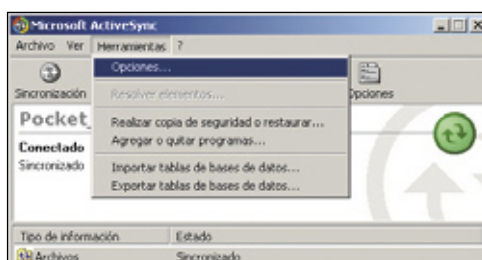 Microsoft ActiveSync
Archivo Ver Herramientas ?
Opciones...
Sincronización
Resolver elementos...
Opciones
Pocket_
Realizar copia de seguridad o restaurar...
Conectado
Agregar o quitar programas...
Sincronizado
Importar tablas de bases de datos...
Exportar tablas de bases de datos...
Tipo de información Estado
Archivos Sincronizado